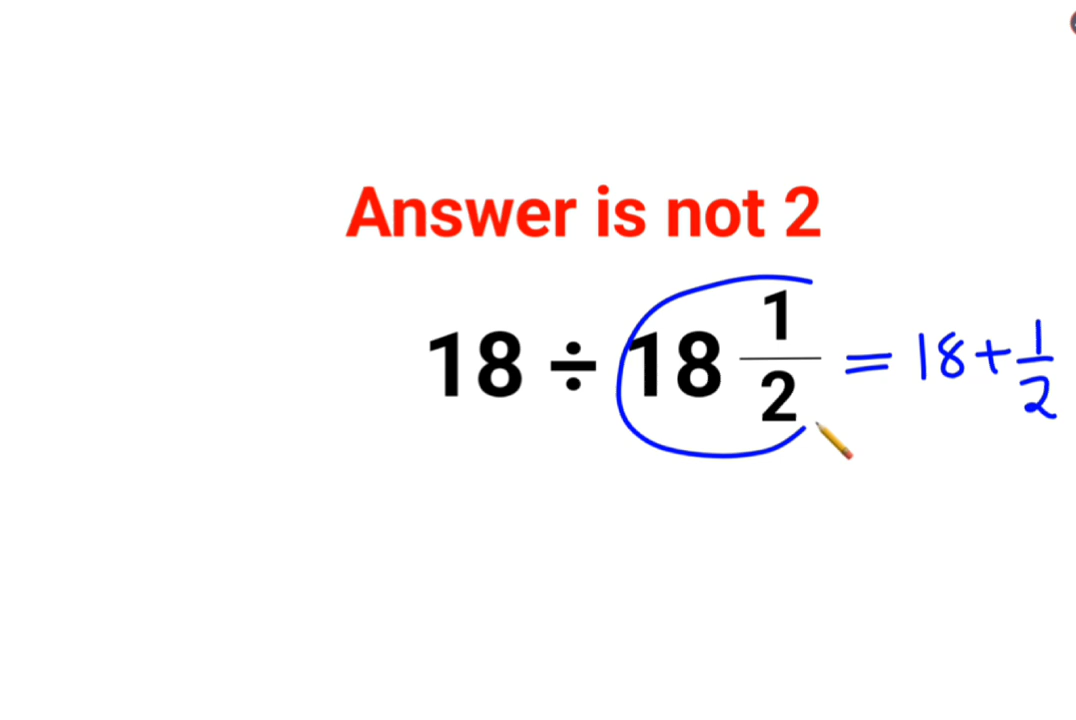 Answer is not 2
18 ÷ 18 1/2 = 18 + 1/2